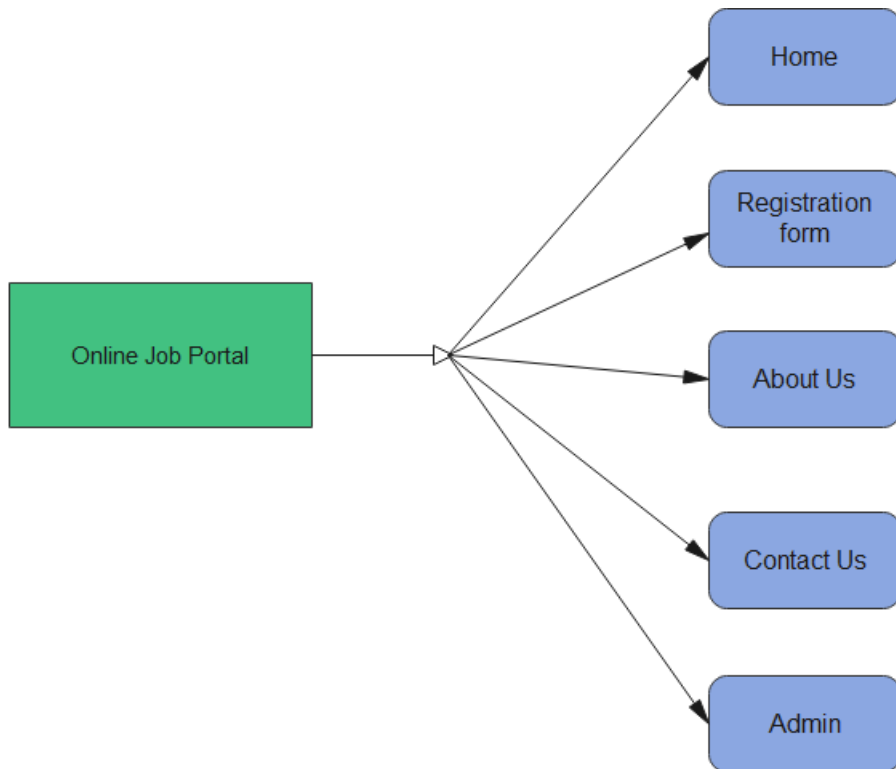 Home
Registration
form
Online Job Portal
About Us
Contact Us
Admin